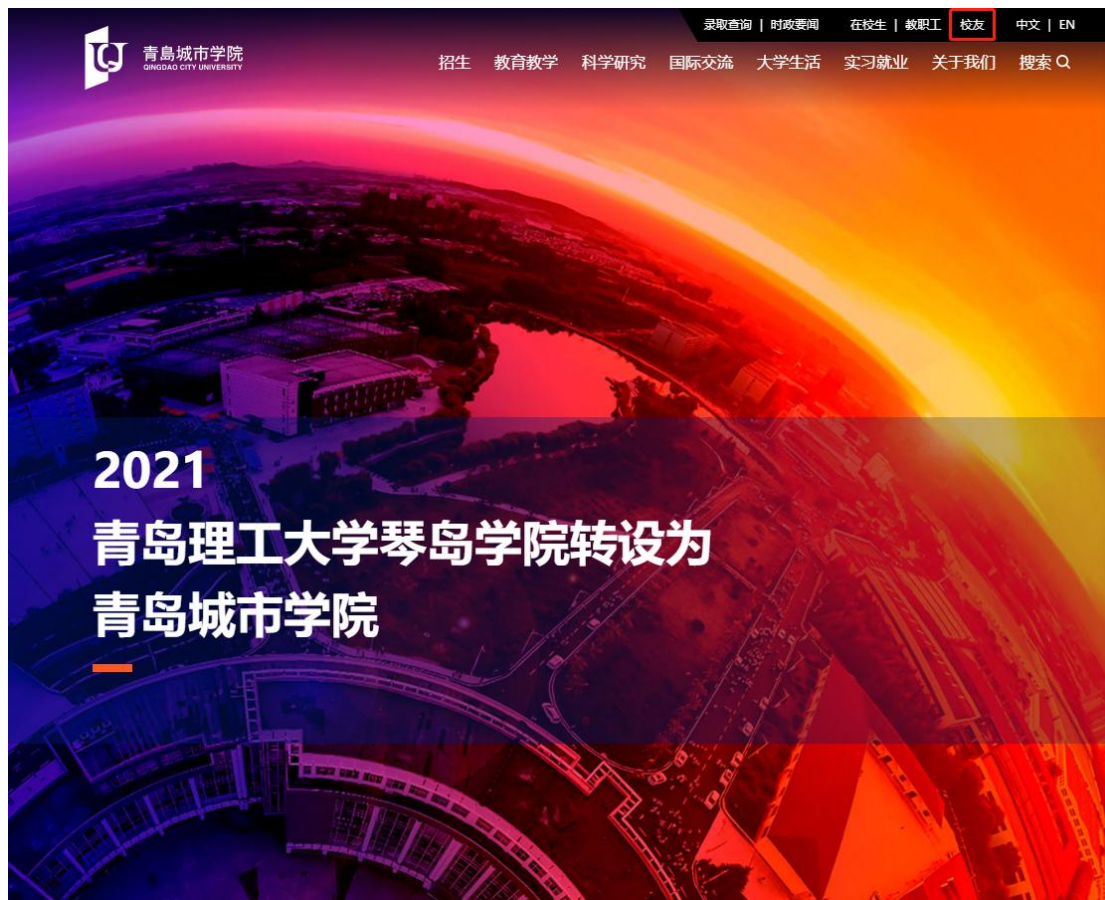 录取查询 | 时政要闻 在校生 | 教职工 校友 中文 | EN
青岛城市学院
QINGDAO CITY UNIVERSITY
招生 教育教学 科学研究 国际交流 大学生活 实习就业 关于我们 搜索
2021
青岛理工大学琴岛学院转设为
青岛城市学院